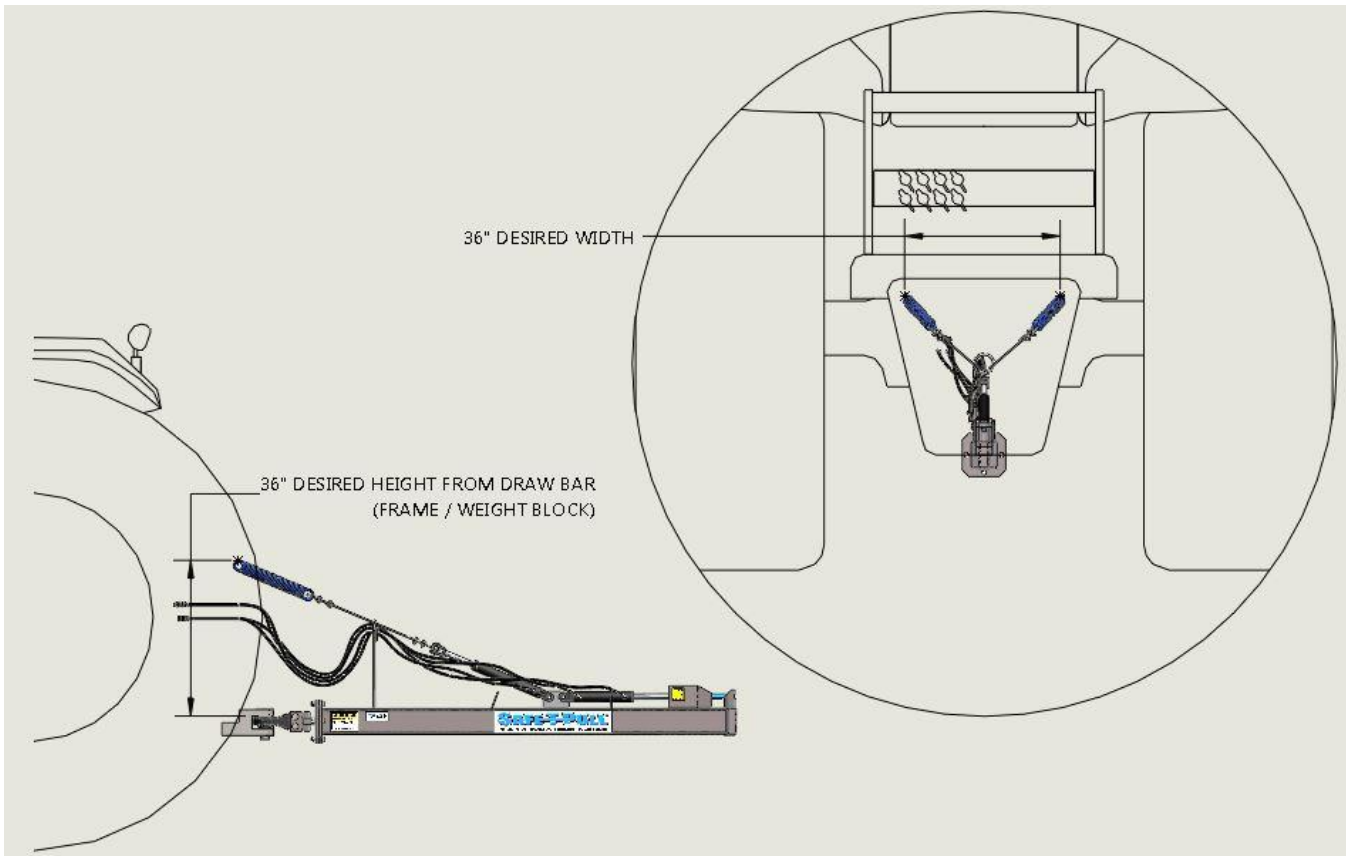 36" DESIRED WIDTH
36" DESIRED HEIGHT FROM DRAW BAR
(FRAME / WEIGHT BLOCK)
SAFE-T-PULL